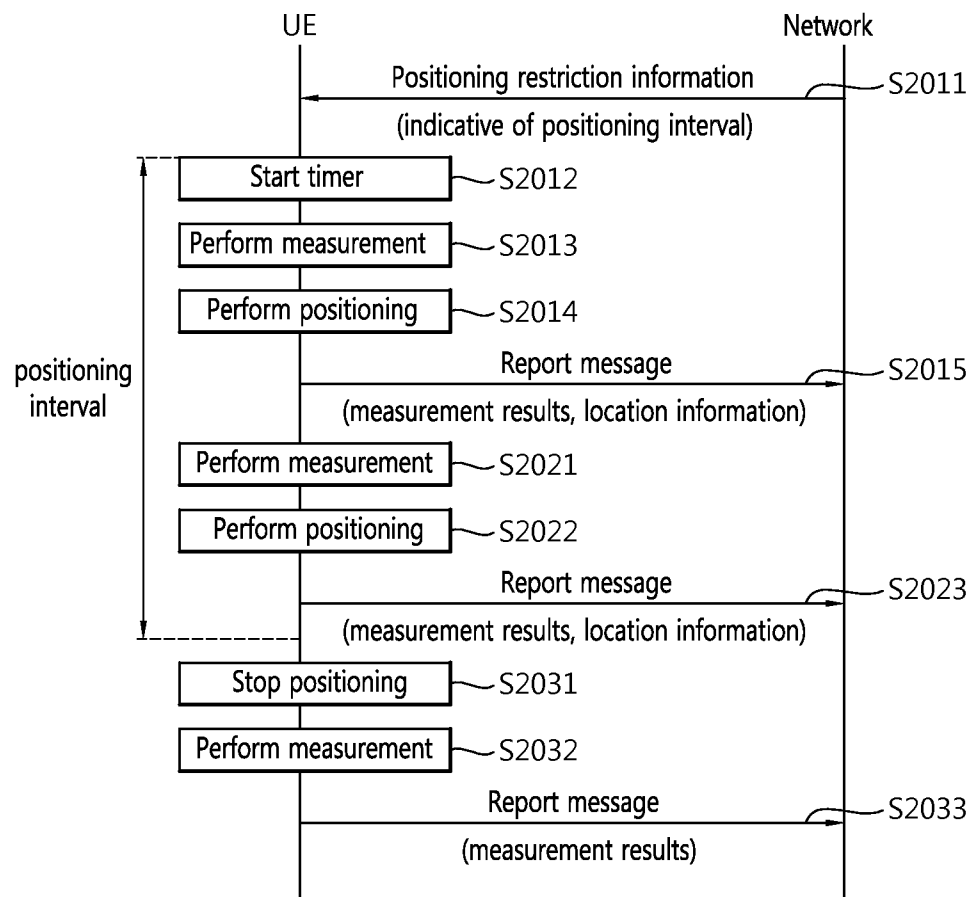 UE
Network
Positioning restriction information
S2011
(indicative of positioning interval)
Start timer
S2012
Perform measurement
S2013
Perform positioning
S2014
positioning
interval
Report message
S2015
(measurement results, location information)
Perform measurement
S2021
Perform positioning
S2022
Report message
S2023
(measurement results, location information)
Stop positioning
S2031
Perform measurement
S2032
Report message
S2033
(measurement results)